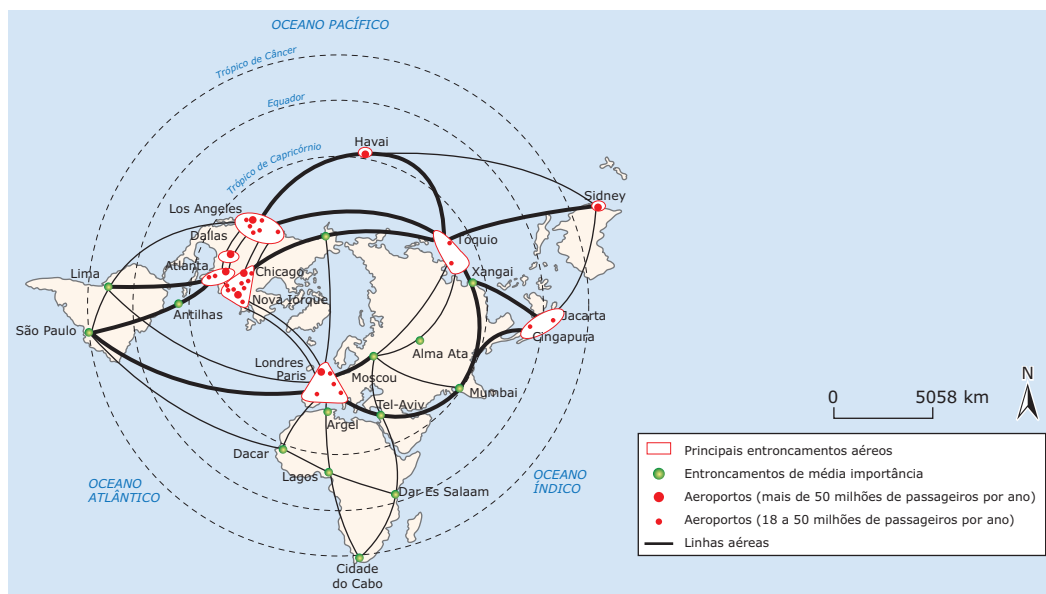 OCEANO PACÍFICO
Trópico de Câncer
Equador
Trópico de Capricórnio
Havai
Sidney
Los Angeles
Dallas
Tóquio
Atlanta
Chicago
Xangai
Lima
Nova Iorque
Antilhas
Jacarta
São Paulo
Cingapura
Alma Ata
Londres
Paris
Moscou
Mumbai
Tel-Aviv
Argel
Dacar
Lagos
Dar Es Salaam
Cidade
do Cabo
OCEANO
ATLÂNTICO
OCEANO
ÍNDICO
N
0 5058 km
Principais entroncamentos aéreos
Entroncamentos de média importância
Aeroportos (mais de 50 milhões de passageiros por ano)
Aeroportos (18 a 50 milhões de passageiros por ano)
Linhas aéreas